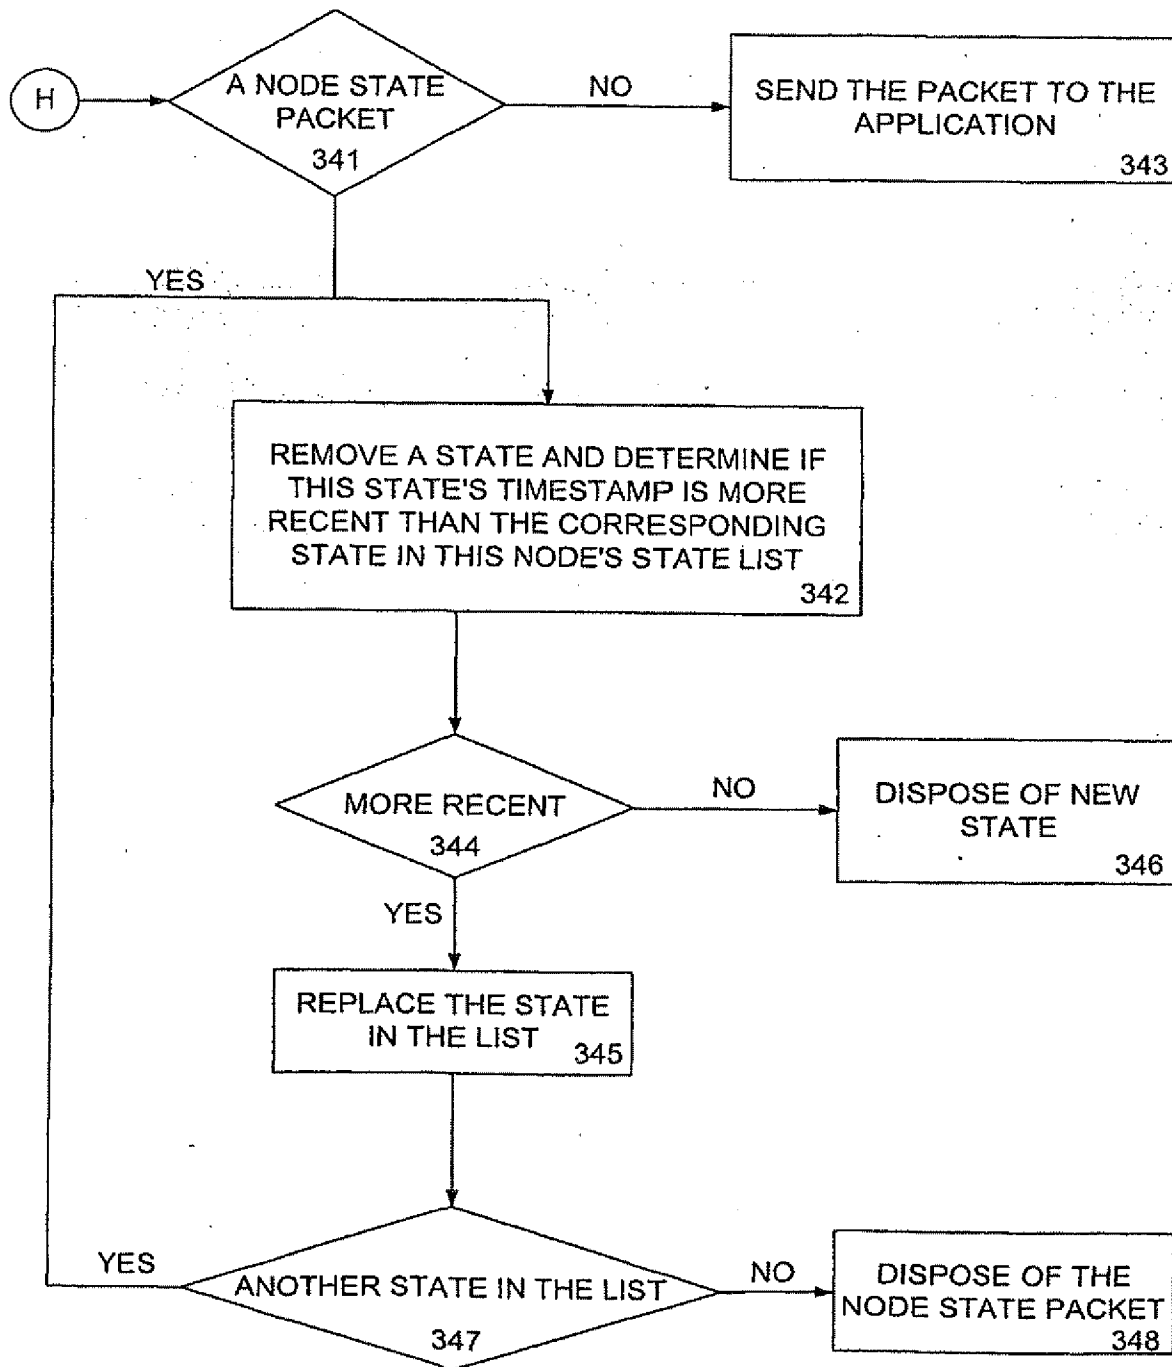 H
A NODE STATE
PACKET
341
NO
SEND THE PACKET TO THE
APPLICATION
343
YES
REMOVE A STATE AND DETERMINE IF
THIS STATE'S TIMESTAMP IS MORE
RECENT THAN THE CORRESPONDING
STATE IN THIS NODE'S STATE LIST
342
MORE RECENT
344
NO
DISPOSE OF NEW
STATE
346
YES
REPLACE THE STATE
IN THE LIST
345
YES
ANOTHER STATE IN THE LIST
347
NO
DISPOSE OF THE
NODE STATE PACKET
348